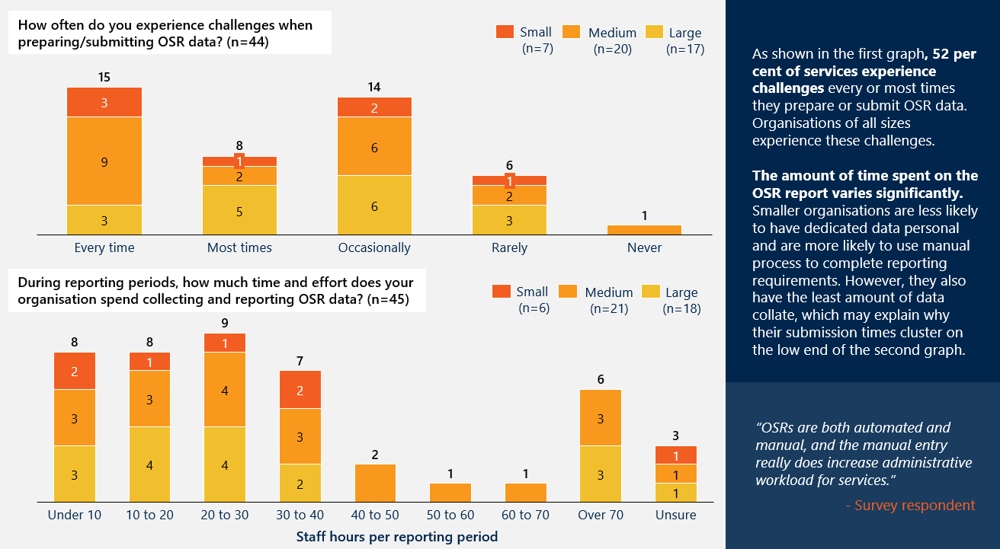 How often do you experience challenges when
preparing/submitting OSR data? (n=44)
Small
(n=7)
Medium
(n=20)
Large
(n=17)
15
3
9
3
8
1
2
5
14
2
6
6
6
1
2
3
1
Every time
Most times
Occasionally
Rarely
Never
During reporting periods, how much time and effort does your
organisation spend collecting and reporting OSR data? (n=45)
Small
(n=6)
Medium
(n=21)
Large
(n=18)
8
2
3
3
8
1
3
4
9
1
4
4
7
2
3
2
2
1
1
6
3
3
3
1
1
1
Under 10
10 to 20
20 to 30
30 to 40
40 to 50
50 to 60
60 to 70
Over 70
Unsure
Staff hours per reporting period
As shown in the first graph, 52 per
cent of services experience
challenges every or most times
they prepare or submit OSR data.
Organisations of all sizes
experience these challenges.
The amount of time spent on the
OSR report varies significantly.
Smaller organisations are less likely
to have dedicated data personal
and are more likely to use manual
process to complete reporting
requirements. However, they also
have the least amount of data
collate, which may explain why
their submission times cluster on
the low end of the second graph.
“OSRs are both automated and
manual, and the manual entry
really does increase administrative
workload for services.”
- Survey respondent